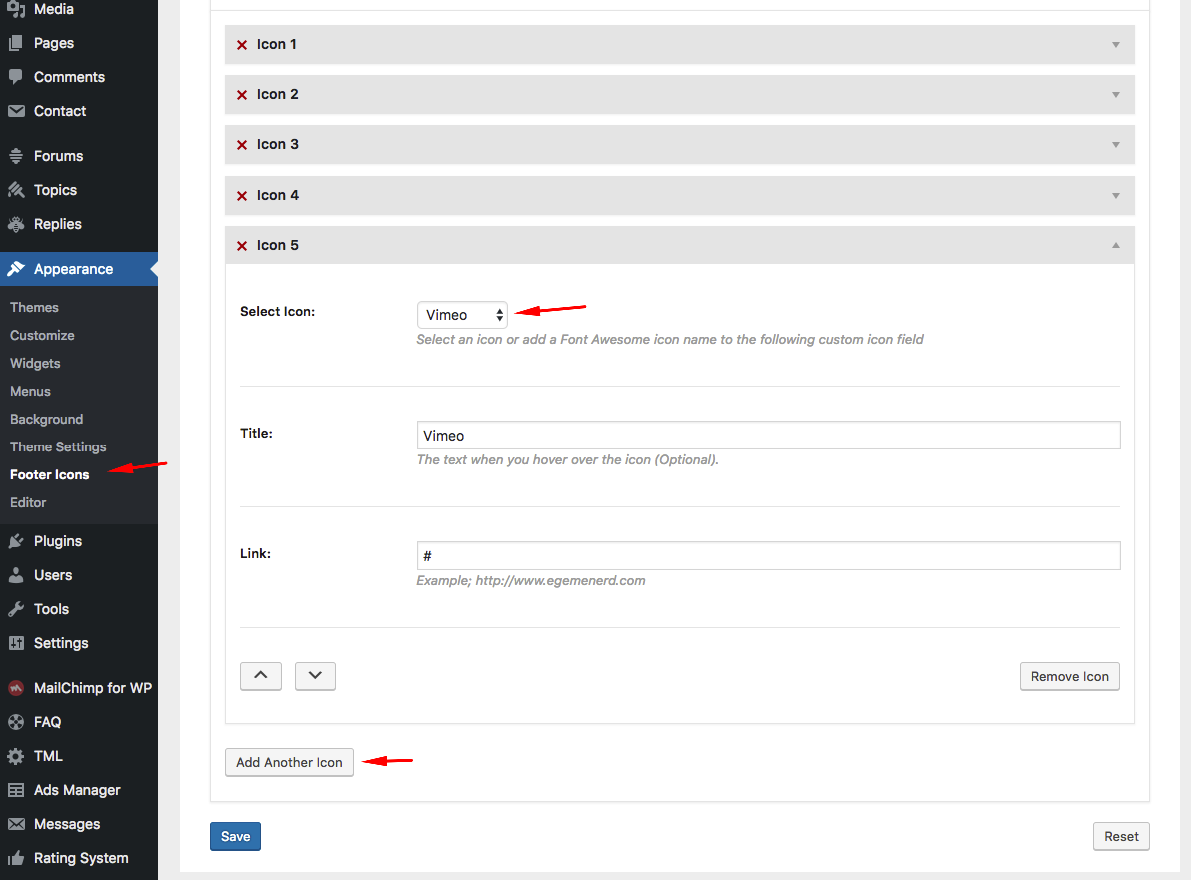 Media
Pages
Comments
Contact
Forums
Topics
Replies
Appearance
Themes
Customize
Widgets
Menus
Background
Theme Settings
Footer Icons
Editor
Plugins
Users
Tools
Settings
MailChimp for WP
FAQ
TML
Ads Manager
Messages
Rating System
Icon 1
Icon 2
Icon 3
Icon 4
Icon 5
Select Icon:
Vimeo
Select an icon or add a Font Awesome icon name to the following custom icon field
Title:
Vimeo
The text when you hover over the icon (Optional).
Link:
#
Example; http://www.egemenerd.com
Remove Icon
Add Another Icon
Save
Reset